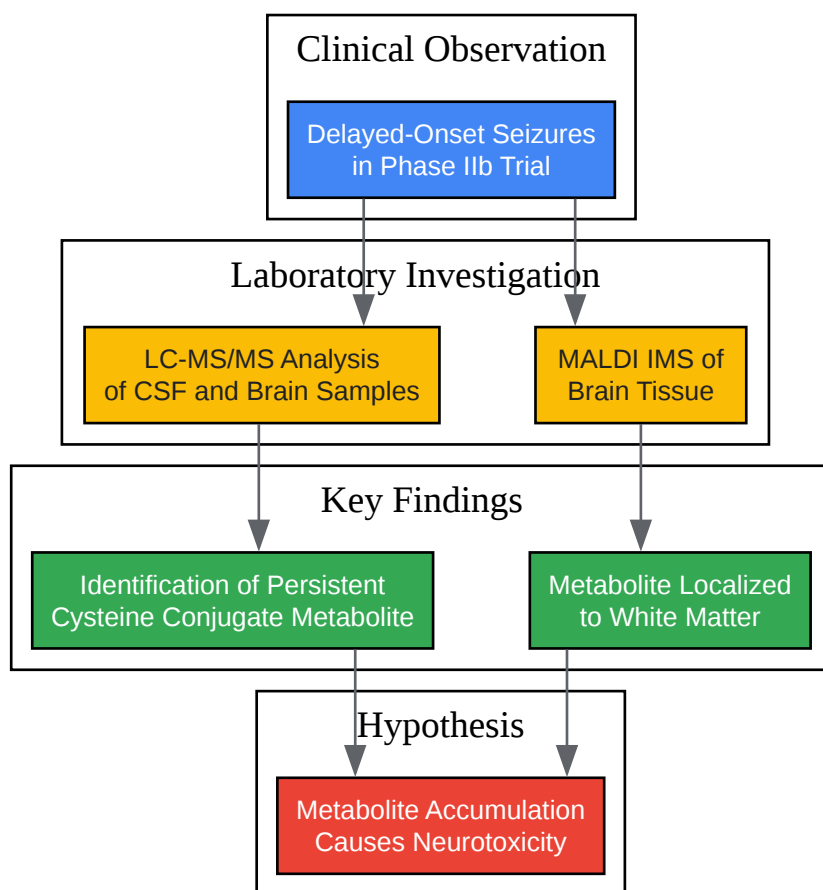 Clinical Observation
Delayed-Onset Seizures
in Phase IIb Trial
Laboratory Investigation
LC-MS/MS Analysis
of CSF and Brain Samples
MALDI IMS of
Brain Tissue
Key Findings
Identification of Persistent
Cysteine Conjugate Metabolite
Metabolite Localized
to White Matter
Hypothesis
Metabolite Accumulation
Causes Neurotoxicity